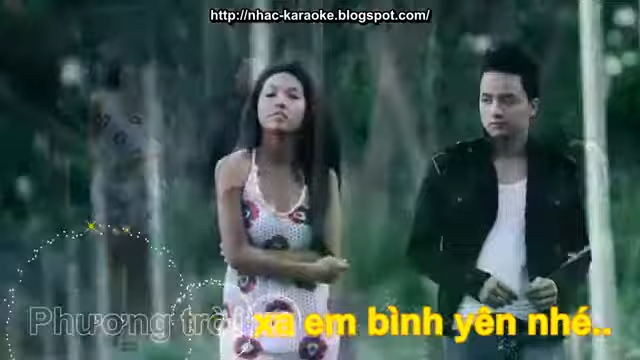 http://nhac-karaoke.blogspot.com/
Phương trời xa em bình yên nhé..